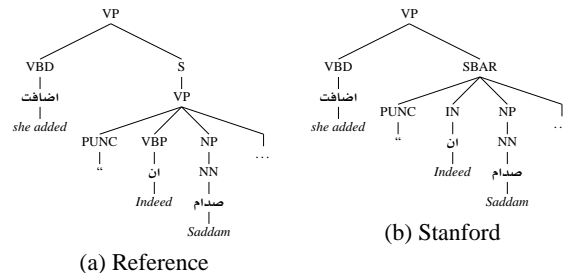 VP VP
VBD S VBD SBAR
اضافت VP اضافت PUNC IN NP ...
she added PUNC VBP NP ... she added “ ان NN
“ ان NN Indeed صدام
Indeed صدام Saddam
Saddam
(a) Reference (b) Stanford